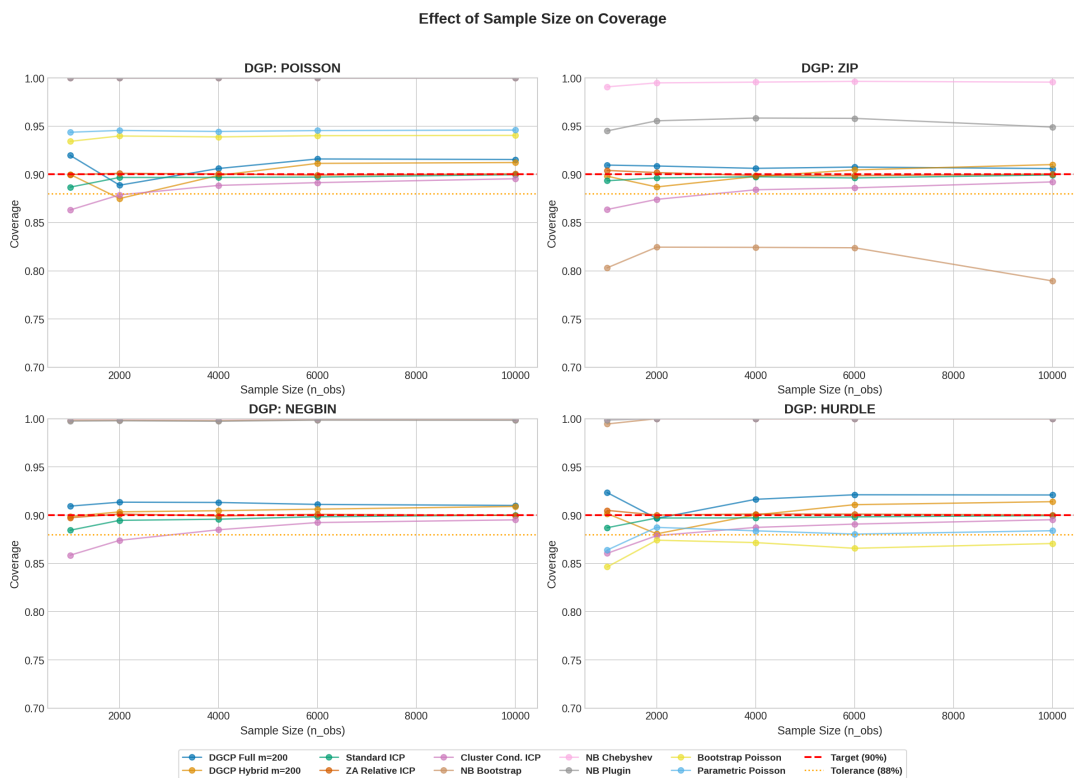 Effect of Sample Size on Coverage
DGP: POISSON
1.00
0.95
0.90
0.85
0.80
0.75
0.70
Coverage
2000 4000 6000 8000 10000
Sample Size (n_obs)
DGP: ZIP
1.00
0.95
0.90
0.85
0.80
0.75
0.70
Coverage
2000 4000 6000 8000 10000
Sample Size (n_obs)
DGP: NEGBIN
1.00
0.95
0.90
0.85
0.80
0.75
0.70
Coverage
2000 4000 6000 8000 10000
Sample Size (n_obs)
DGP: HURDLE
1.00
0.95
0.90
0.85
0.80
0.75
0.70
Coverage
2000 4000 6000 8000 10000
Sample Size (n_obs)
DGCP Full m=200 Standard ICP Cluster Cond. ICP NB Chebyshev Bootstrap Poisson Target (90%)
DGCP Hybrid m=200 ZA Relative ICP NB Bootstrap NB Plugin Parametric Poisson Tolerance (88%)